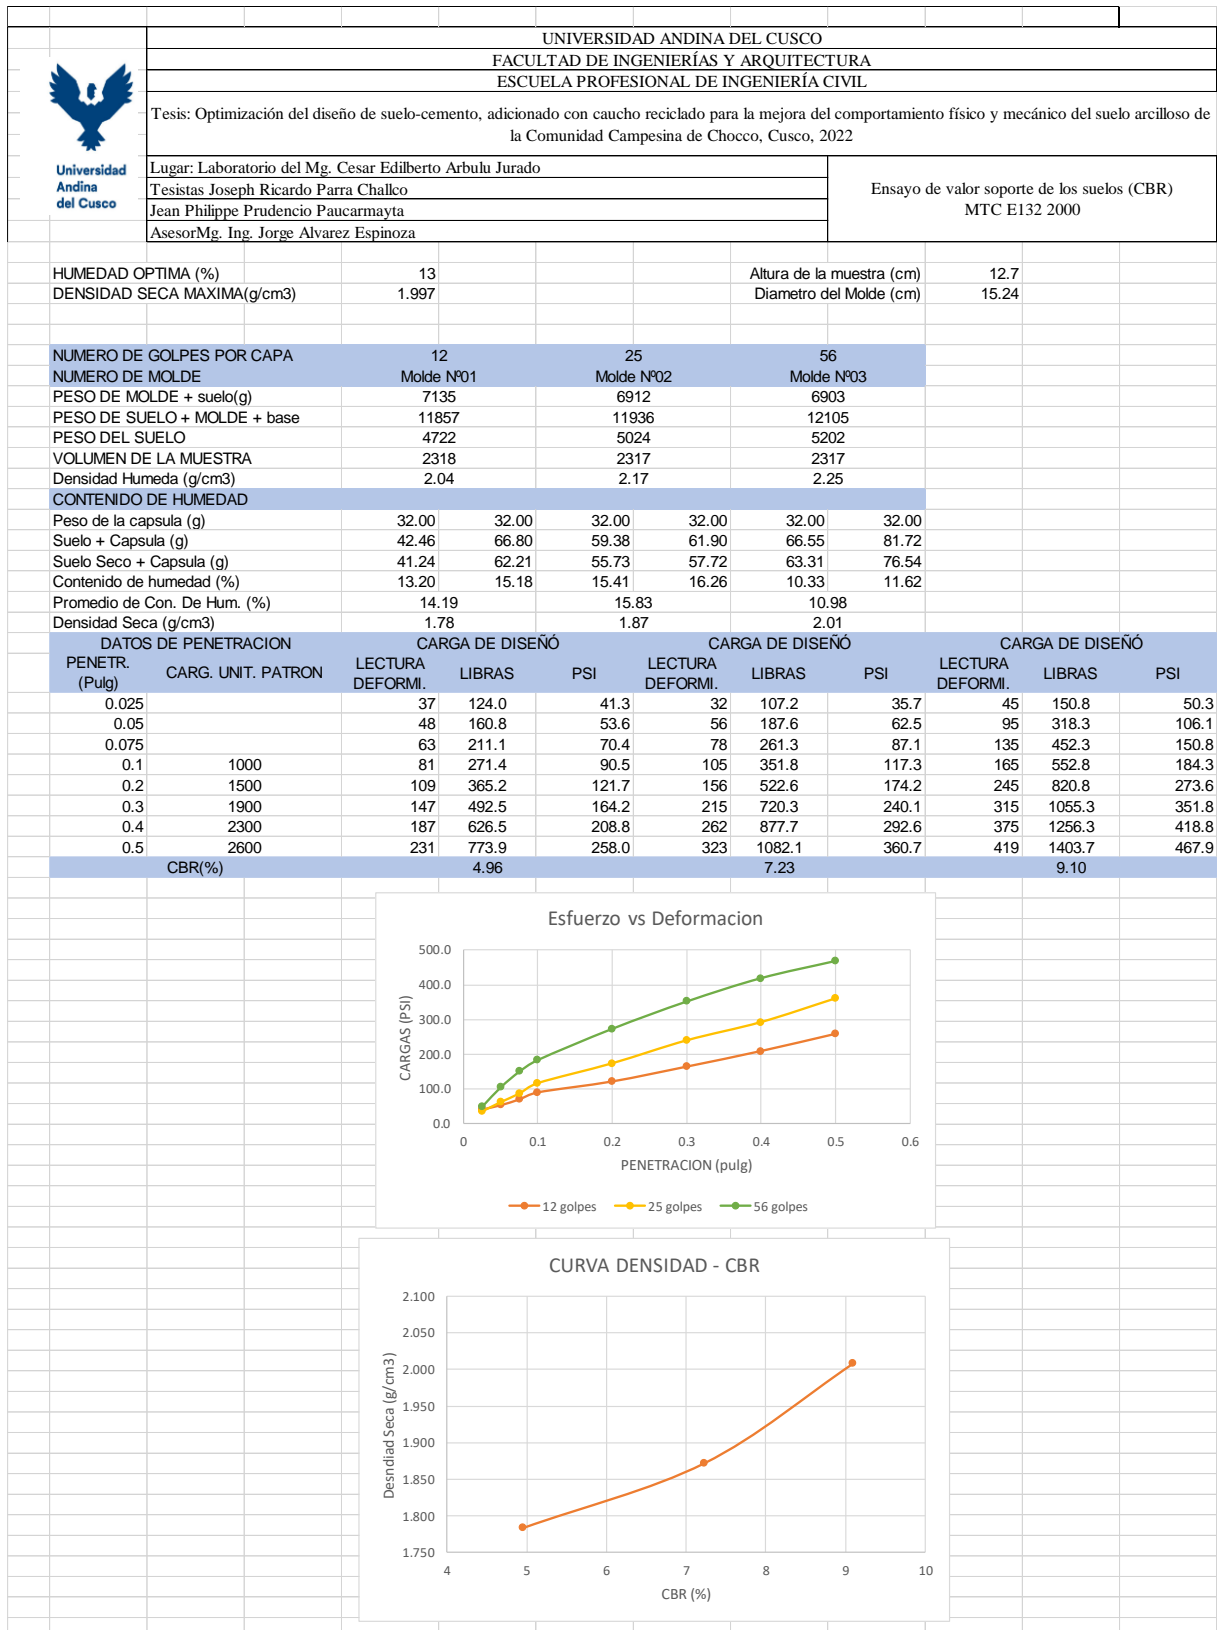 UNIVERSIDAD ANDINA DEL CUSCO
FACULTAD DE INGENIERÍAS Y ARQUITECTURA
ESCUELA PROFESIONAL DE INGENIERÍA CIVIL
Tesis: Optimización del diseño de suelo-cemento, adicionado con caucho reciclado para la mejora del comportamiento físico y mecánico del suelo arcilloso de
la Comunidad Campesina de Chocco, Cusco, 2022
Universidad
Andina
del Cusco
Lugar: Laboratorio del Mg. Cesar Edilberto Arbulu Jurado
Tesistas Joseph Ricardo Parra Challco
Jean Philippe Prudencio Paucarmayta
AsesorMg. Ing. Jorge Alvarez Espinoza
Ensayo de valor soporte de los suelos (CBR)
MTC E132 2000
HUMEDAD OPTIMA (%) 13 Altura de la muestra (cm) 12.7
DENSIDAD SECA MAXIMA(g/cm3) 1.997 Diametro del Molde (cm) 15.24
NUMERO DE GOLPES POR CAPA 12 25 56
NUMERO DE MOLDE Molde Nº01 Molde Nº02 Molde Nº03
PESO DE MOLDE + suelo(g) 7135 6912 6903
PESO DE SUELO + MOLDE + base 11857 11936 12105
PESO DEL SUELO 4722 5024 5202
VOLUMEN DE LA MUESTRA 2318 2317 2317
Densidad Humeda (g/cm3) 2.04 2.17 2.25
CONTENIDO DE HUMEDAD
Peso de la capsula (g) 32.00 32.00 32.00 32.00 32.00 32.00
Suelo + Capsula (g) 42.46 66.80 59.38 61.90 66.55 81.72
Suelo Seco + Capsula (g) 41.24 62.21 55.73 57.72 63.31 76.54
Contenido de humedad (%) 13.20 15.18 15.41 16.26 10.33 11.62
Promedio de Con. De Hum. (%) 14.19 15.83 10.98
Densidad Seca (g/cm3) 1.78 1.87 2.01
DATOS DE PENETRACION CARGA DE DISEÑÓ CARGA DE DISEÑÓ CARGA DE DISEÑÓ
PENETR. (Pulg) CARG. UNIT. PATRON LECTURA DEFORMI. LIBRAS PSI LECTURA DEFORMI. LIBRAS PSI LECTURA DEFORMI. LIBRAS PSI
0.025 37 124.0 41.3 32 107.2 35.7 45 150.8 50.3
0.05 48 160.8 53.6 56 187.6 62.5 95 318.3 106.1
0.075 63 211.1 70.4 78 261.3 87.1 135 452.3 150.8
0.1 1000 81 271.4 90.5 105 351.8 117.3 165 552.8 184.3
0.2 1500 109 365.2 121.7 156 522.6 174.2 245 820.8 273.6
0.3 1900 147 492.5 164.2 215 720.3 240.1 315 1055.3 351.8
0.4 2300 187 626.5 208.8 262 877.7 292.6 375 1256.3 418.8
0.5 2600 231 773.9 258.0 323 1082.1 360.7 419 1403.7 467.9
CBR(%) 4.96 7.23 9.10
Esfuerzo vs Deformacion
CARGAS (PSI)
500.0
400.0
300.0
200.0
100.0
0.0
0 0.1 0.2 0.3 0.4 0.5 0.6
PENETRACION (pulg)
12 golpes 25 golpes 56 golpes
CURVA DENSIDAD - CBR
Desndiad Seca (g/cm3)
2.100
2.050
2.000
1.950
1.900
1.850
1.800
1.750
4 5 6 7 8 9 10
CBR (%)